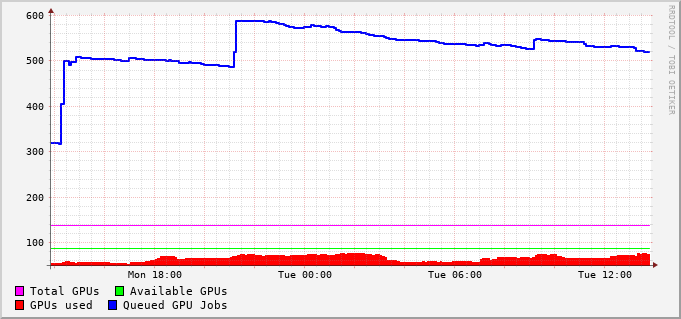 600
500
400
300
200
100
Mon 18:00 Tue 00:00 Tue 06:00 Tue 12:00
Total GPUs Available GPUs
GPUs used Queued GPU Jobs
RRDTOOL / TOBI OETIKER